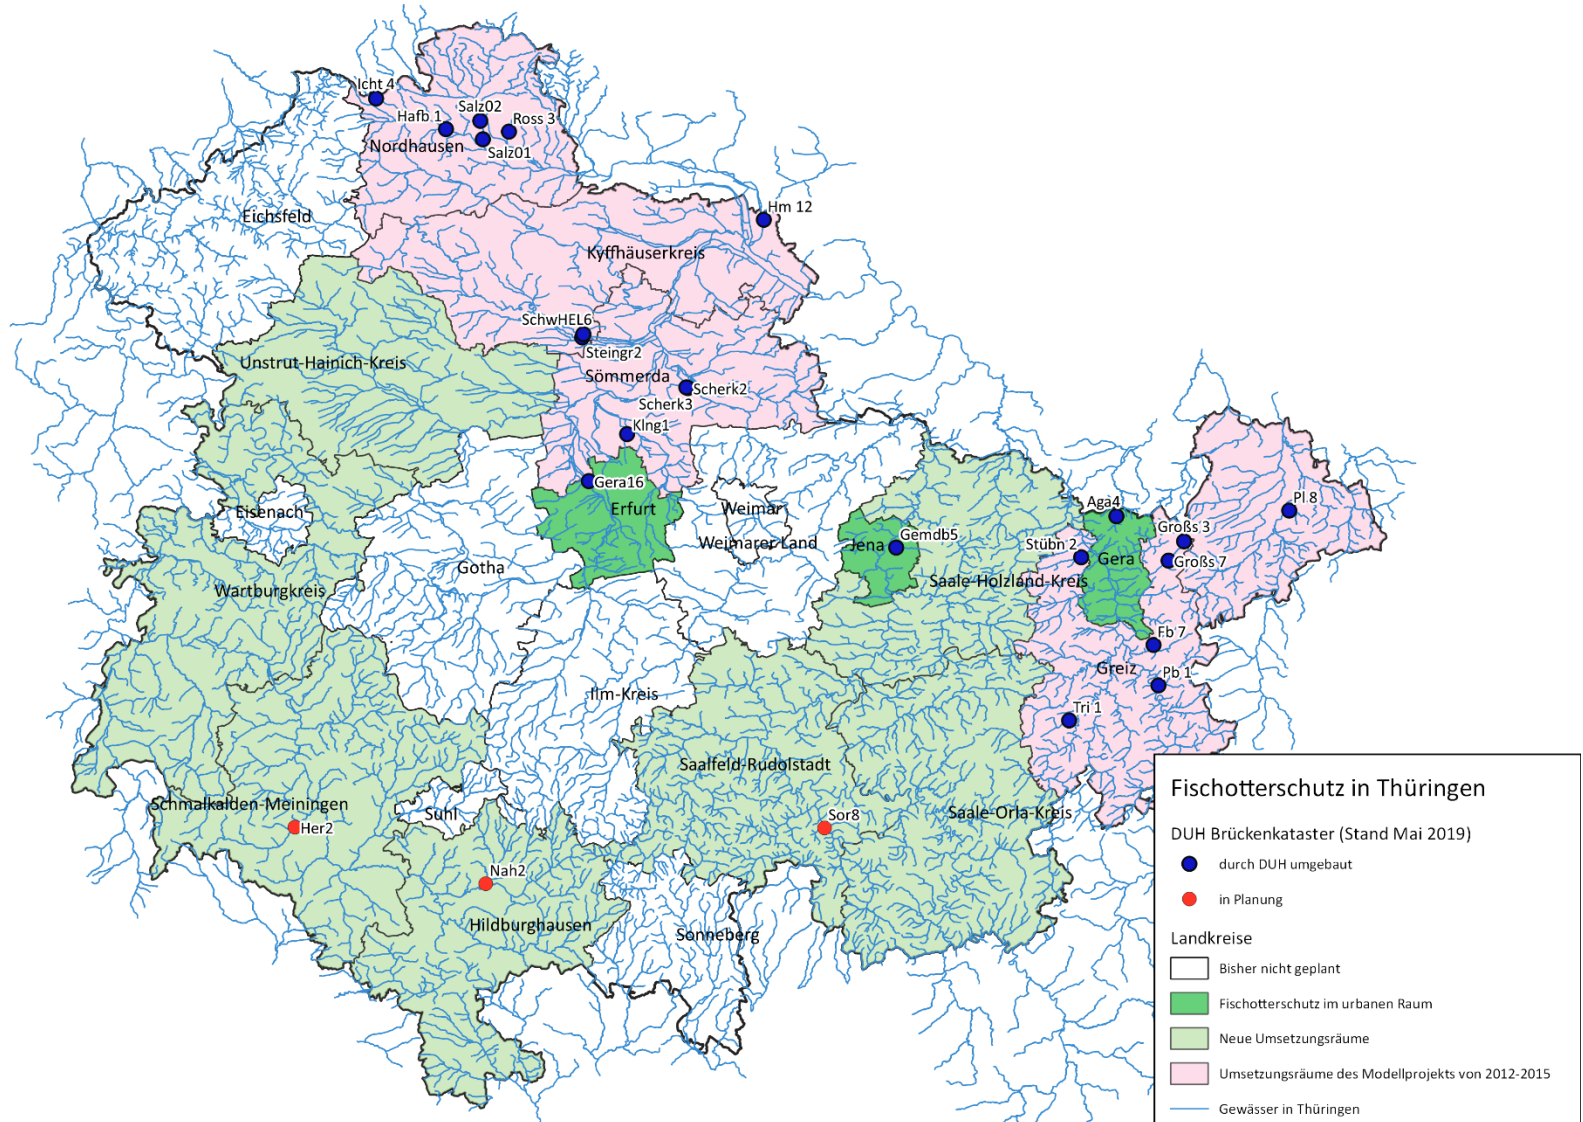 Icht 4
Salz02
Hafb 1
Ross 3
Nordhausen
Salz01
Hm 12
Eichsfeld
Kyffhäuserkreis
SchwHEL6
Steingr2
Unstrut-Hainich-Kreis
Sömmerda
Scherk2
Scherk3
Klng1
Gera16
Erfurt
Weimar
Weimarer Land
Eisenach
Gotha
Wartburgkreis
Jena
Gemdb5
Saale-Holzland-Kreis
Stübn 2
Aga4
Gera
Großs 3
Großs 7
Pl 8
Fb 7
Greiz
Pb 1
Tri 1
Ilm-Kreis
Saalfeld-Rudolstadt
Schmalkalden-Meiningen
Suhl
Her2
Sor8
Saale-Orla-Kreis
Nah2
Hildburghausen
Sonneberg
Fischotterschutz in Thüringen
DUH Brückenkataster (Stand Mai 2019)
durch DUH umgebaut
in Planung
Landkreise
Bisher nicht geplant
Fischotterschutz im urbanen Raum
Neue Umsetzungsräume
Umsetzungsräume des Modellprojekts von 2012-2015
Gewässer in Thüringen